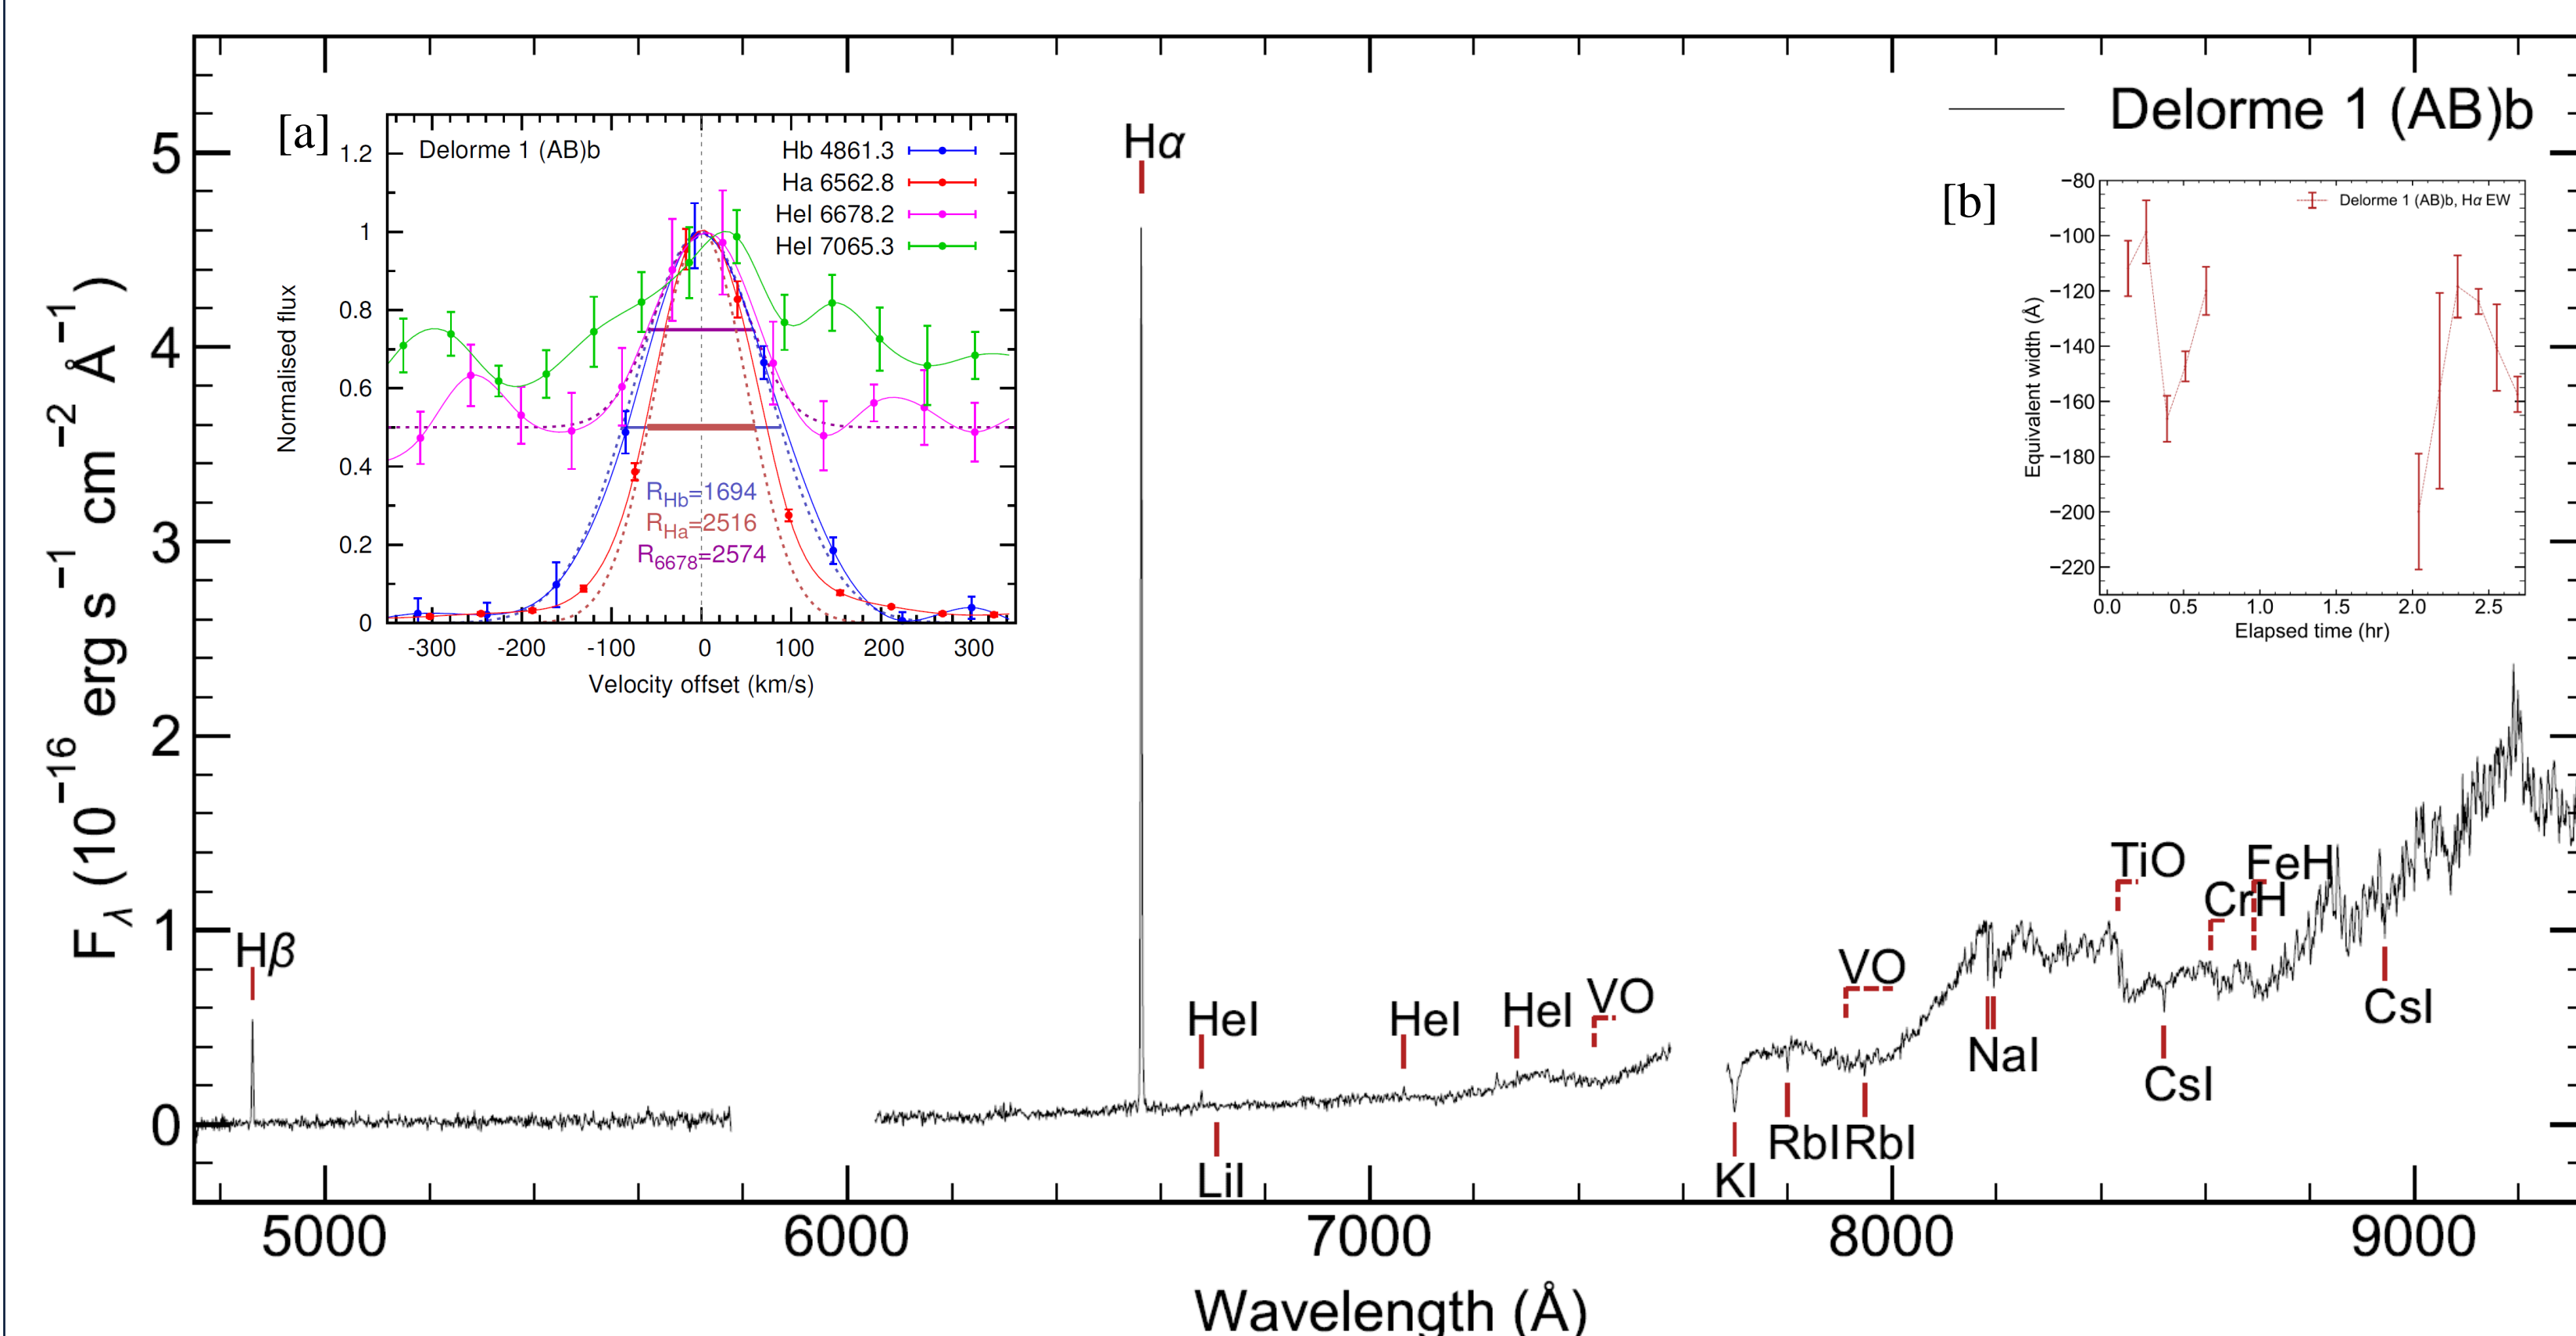 Delorme 1 (AB)b
F_λ (10^−16 erg s^−1 cm^−2 Å^−1)
5
4
3
2
1
0
[a]
Delorme 1 (AB)b
Hb 4861.3
Ha 6562.8
HeI 6678.2
HeI 7065.3
Normalised flux
1.2
1
0.8
0.6
0.4
0.2
0
R_Hb=1694
R_Ha=2516
R_6678=2574
-300 -200 -100 0 100 200 300
Velocity offset (km/s)
[b]
Delorme 1 (AB)b, Hα EW
Equivalent width (Å)
−80
−100
−120
−140
−160
−180
−200
−220
0.0 0.5 1.0 1.5 2.0 2.5
Elapsed time (hr)
Hα
Hβ
HeI
HeI
HeI
VO
VO
TiO
CrH
FeH
LiI
KI
RbI
RbI
NaI
CsI
CsI
5000 6000 7000 8000 9000
Wavelength (Å)